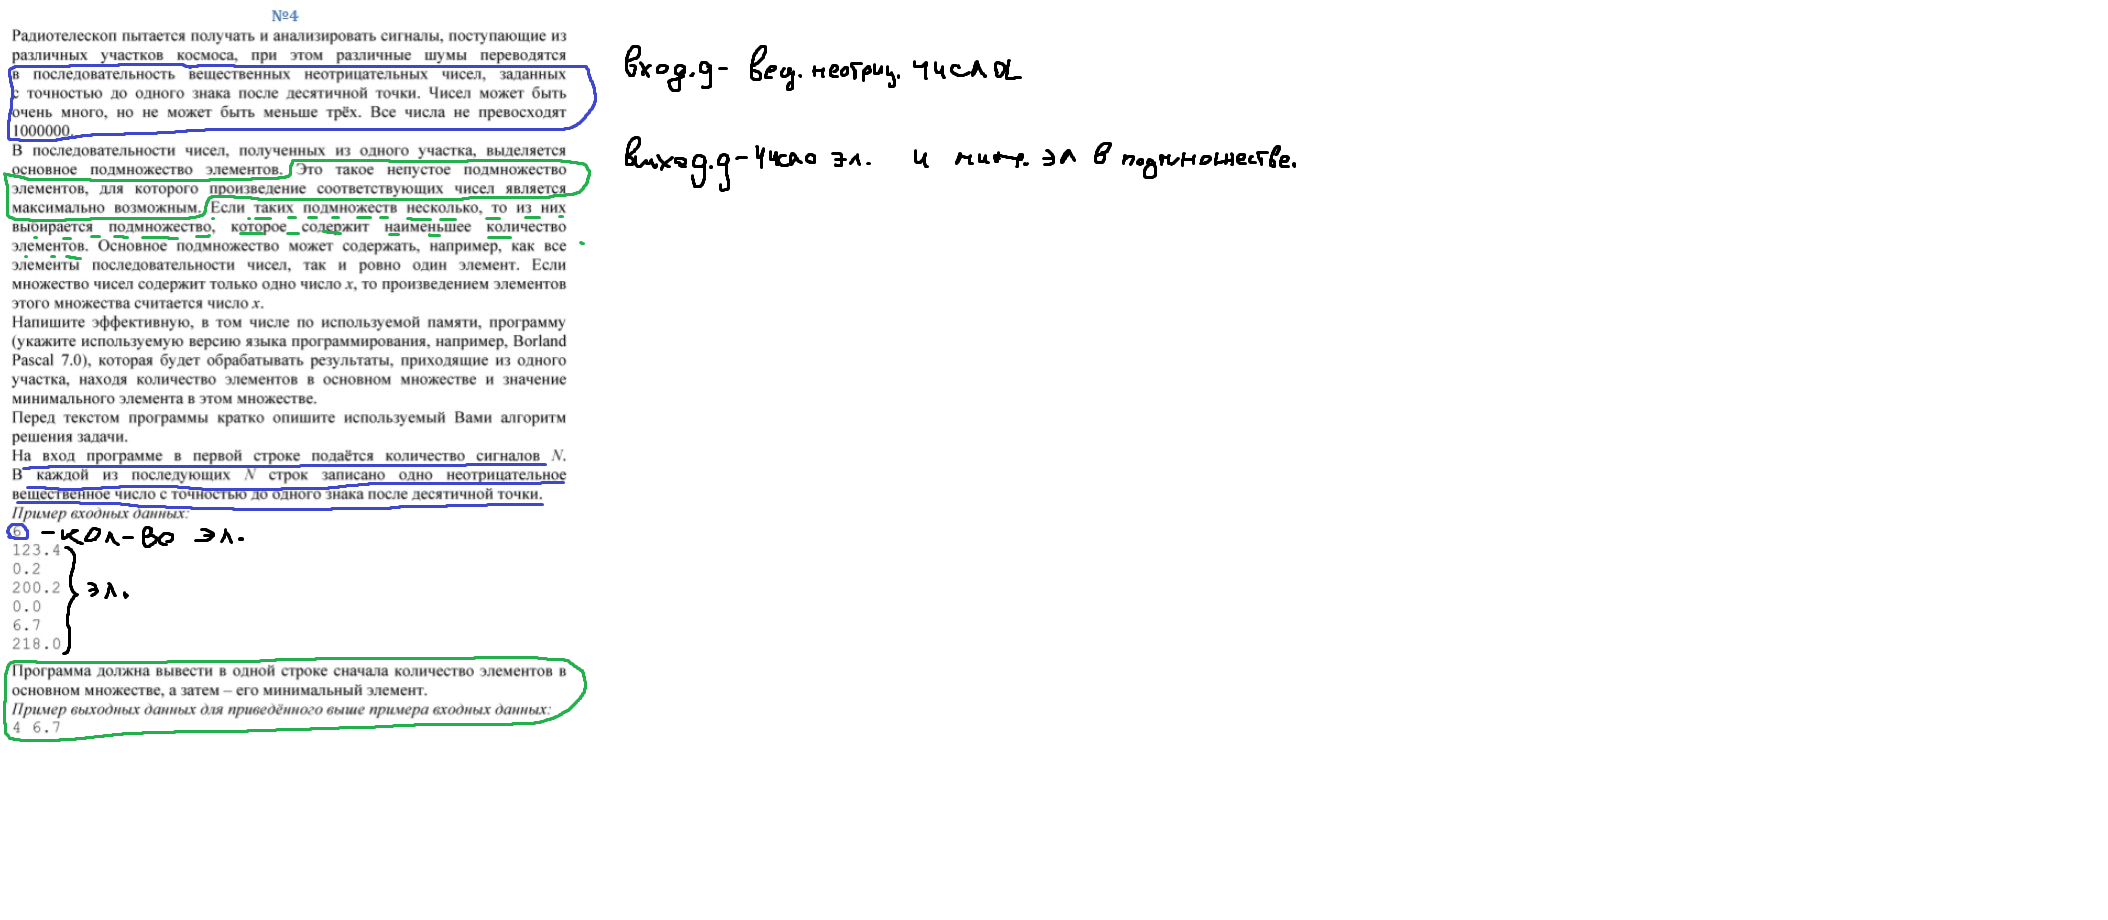 №4
Радиотелескоп пытается получать и анализировать сигналы, поступающие из
различных участков космоса, при этом различные шумы переводятся
в последовательность вещественных неотрицательных чисел, заданных
с точностью до одного знака после десятичной точки. Чисел может быть
очень много, но не может быть меньше трёх. Все числа не превосходят
1000000.
В последовательности чисел, полученных из одного участка, выделяется
основное подмножество элементов. Это такое непустое подмножество
элементов, для которого произведение соответствующих чисел является
максимально возможным. Если таких подмножеств несколько, то из них
выбирается подмножество, которое содержит наименьшее количество
элементов. Основное подмножество может содержать, например, как все
элементы последовательности чисел, так и ровно один элемент. Если
множество чисел содержит только одно число x, то произведением элементов
этого множества считается число x.
Напишите эффективную, в том числе по используемой памяти, программу
(укажите используемую версию языка программирования, например, Borland
Pascal 7.0), которая будет обрабатывать результаты, приходящие из одного
участка, находя количество элементов в основном множестве и значение
минимального элемента в этом множестве.
Перед текстом программы кратко опишите используемый Вами алгоритм
решения задачи.
На вход программе в первой строке подаётся количество сигналов N.
В каждой из последующих N строк записано одно неотрицательное
вещественное число с точностью до одного знака после десятичной точки.
Пример входных данных:
6 - кол-во эл.
123.4
0.2
200.2 эл.
0.0
6.7
218.0
Программа должна вывести в одной строке сначала количество элементов в
основном множестве, а затем – его минимальный элемент.
Пример выходных данных для приведённого выше примера входных данных:
4 6.7
вход.д - вещ. неотриц. числа
выход.д - число эл. и мин. эл в подмножестве.